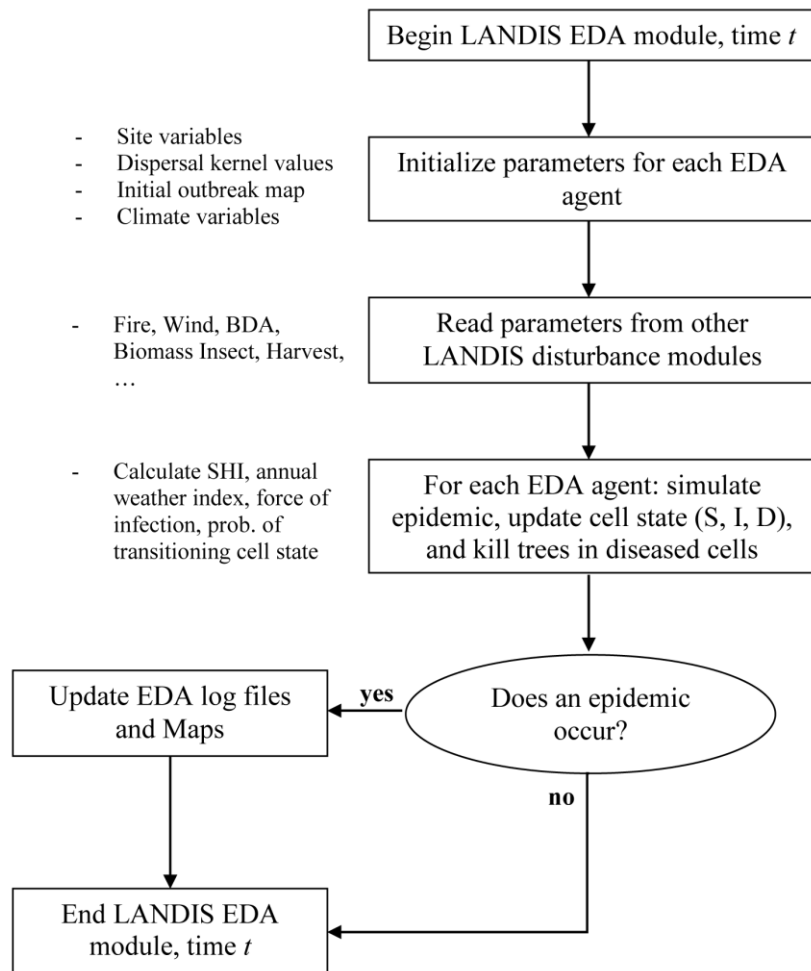 Begin LANDIS EDA module, time t
- Site variables
- Dispersal kernel values
- Initial outbreak map
- Climate variables
Initialize parameters for each EDA
agent
- Fire, Wind, BDA,
Biomass Insect, Harvest,
…
Read parameters from other
LANDIS disturbance modules
- Calculate SHI, annual
weather index, force of
infection, prob. of
transitioning cell state
For each EDA agent: simulate
epidemic, update cell state (S, I, D),
and kill trees in diseased cells
Does an epidemic
occur?
yes
Update EDA log files
and Maps
no
End LANDIS EDA
module, time t